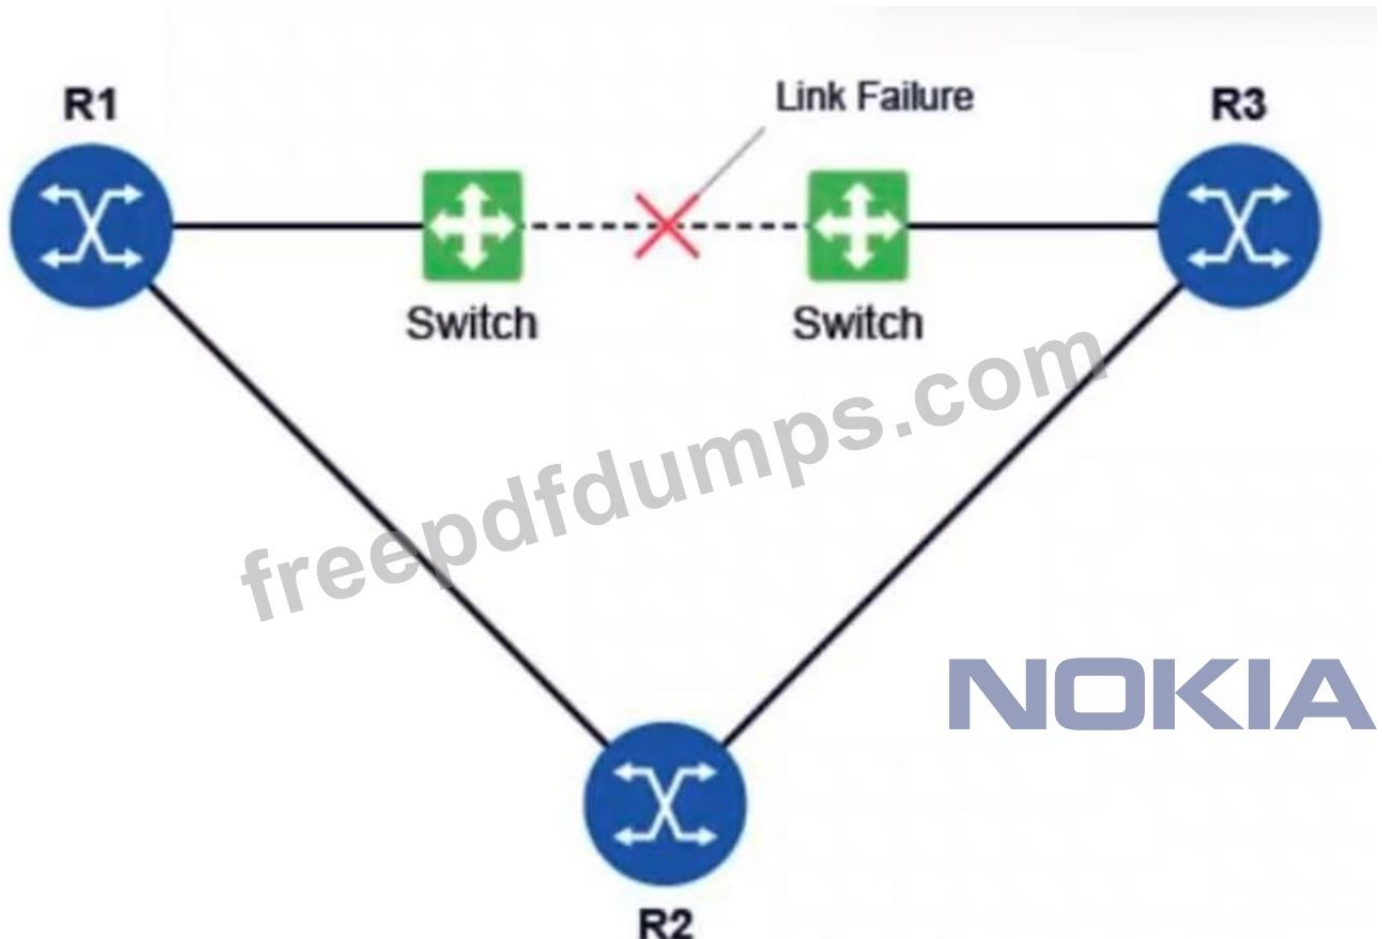 Link Failure
R1
R3
Switch
Switch
freepdfdumps.com
NOKIA
R2